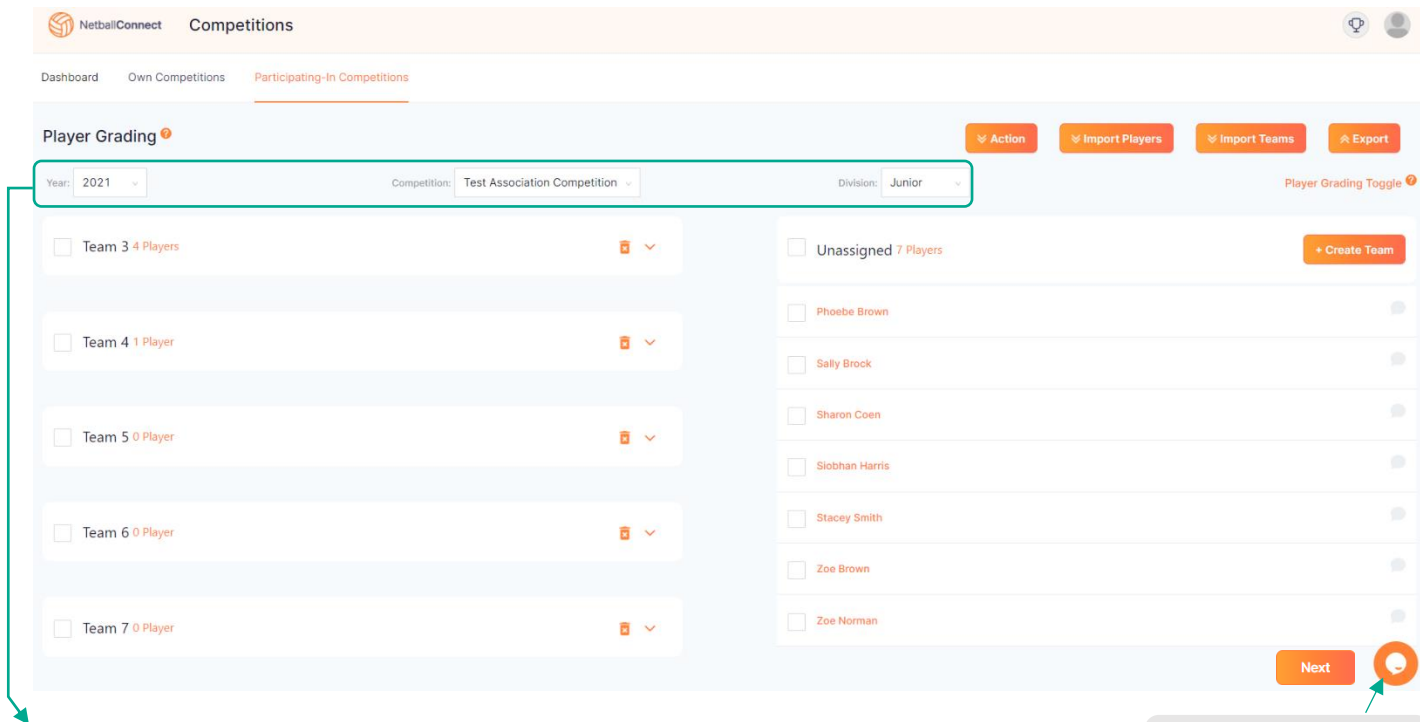 NetballConnect Competitions
Dashboard Own Competitions Participating-In Competitions
Player Grading ?
Action Import Players Import Teams Export
Year: 2021 Competition: Test Association Competition Division: Junior Player Grading Toggle ?
Team 3 4 Players
Team 4 1 Player
Team 5 0 Player
Team 6 0 Player
Team 7 0 Player
Unassigned 7 Players + Create Team
Phoebe Brown
Sally Brock
Sharon Coen
Siobhan Harris
Stacey Smith
Zoe Brown
Zoe Norman
Next